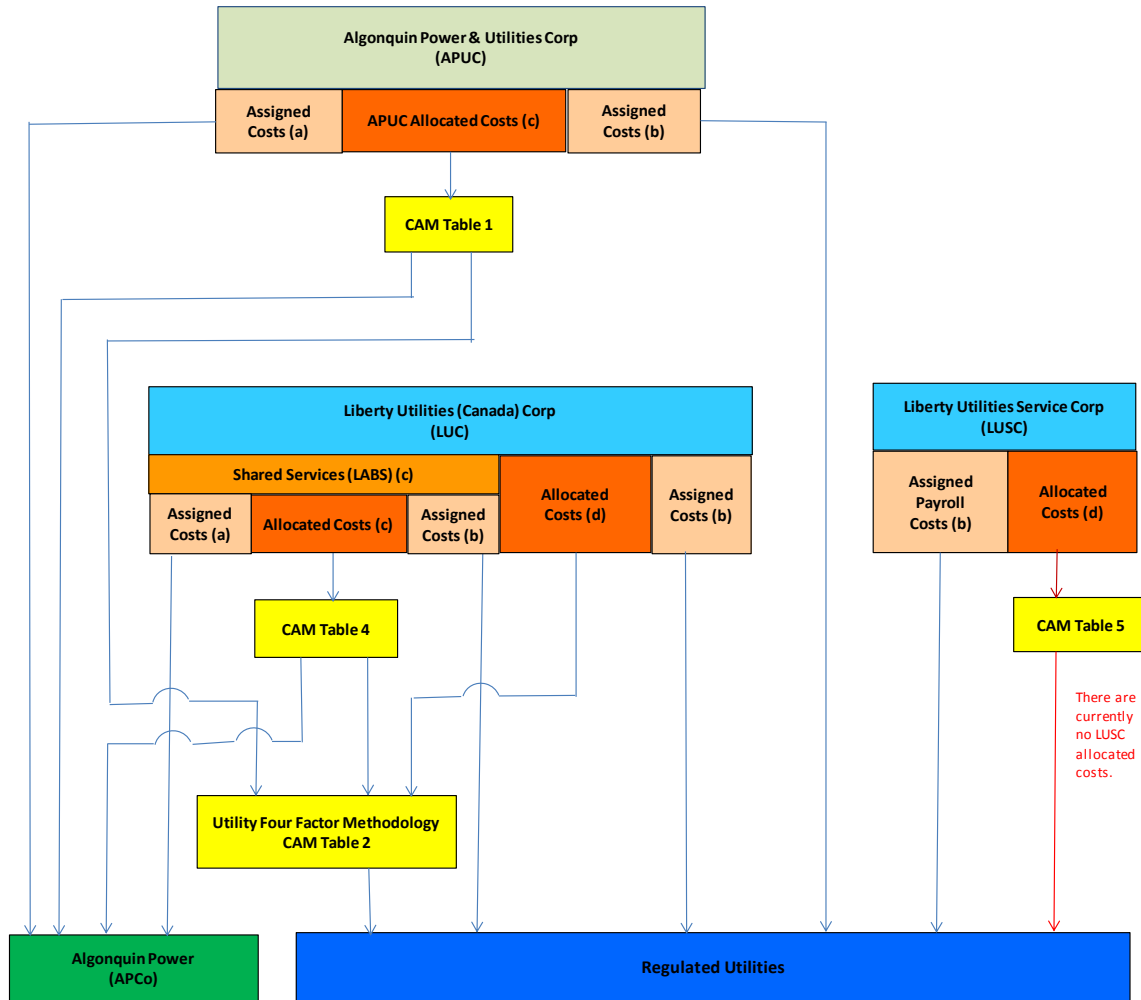 Algonquin Power & Utilities Corp
(APUC)
Assigned
Costs (a)
APUC Allocated Costs (c)
Assigned
Costs (b)
CAM Table 1
Liberty Utilities (Canada) Corp
(LUC)
Liberty Utilities Service Corp
(LUSC)
Shared Services (LABS) (c)
Assigned
Costs (a)
Allocated Costs (c)
Assigned
Costs (b)
Allocated
Costs (d)
Assigned
Costs (b)
Assigned
Payroll
Costs (b)
Allocated
Costs (d)
CAM Table 4
CAM Table 5
There are
currently
no LUSC
allocated
costs.
Utility Four Factor Methodology
CAM Table 2
Algonquin Power
(APCo)
Regulated Utilities